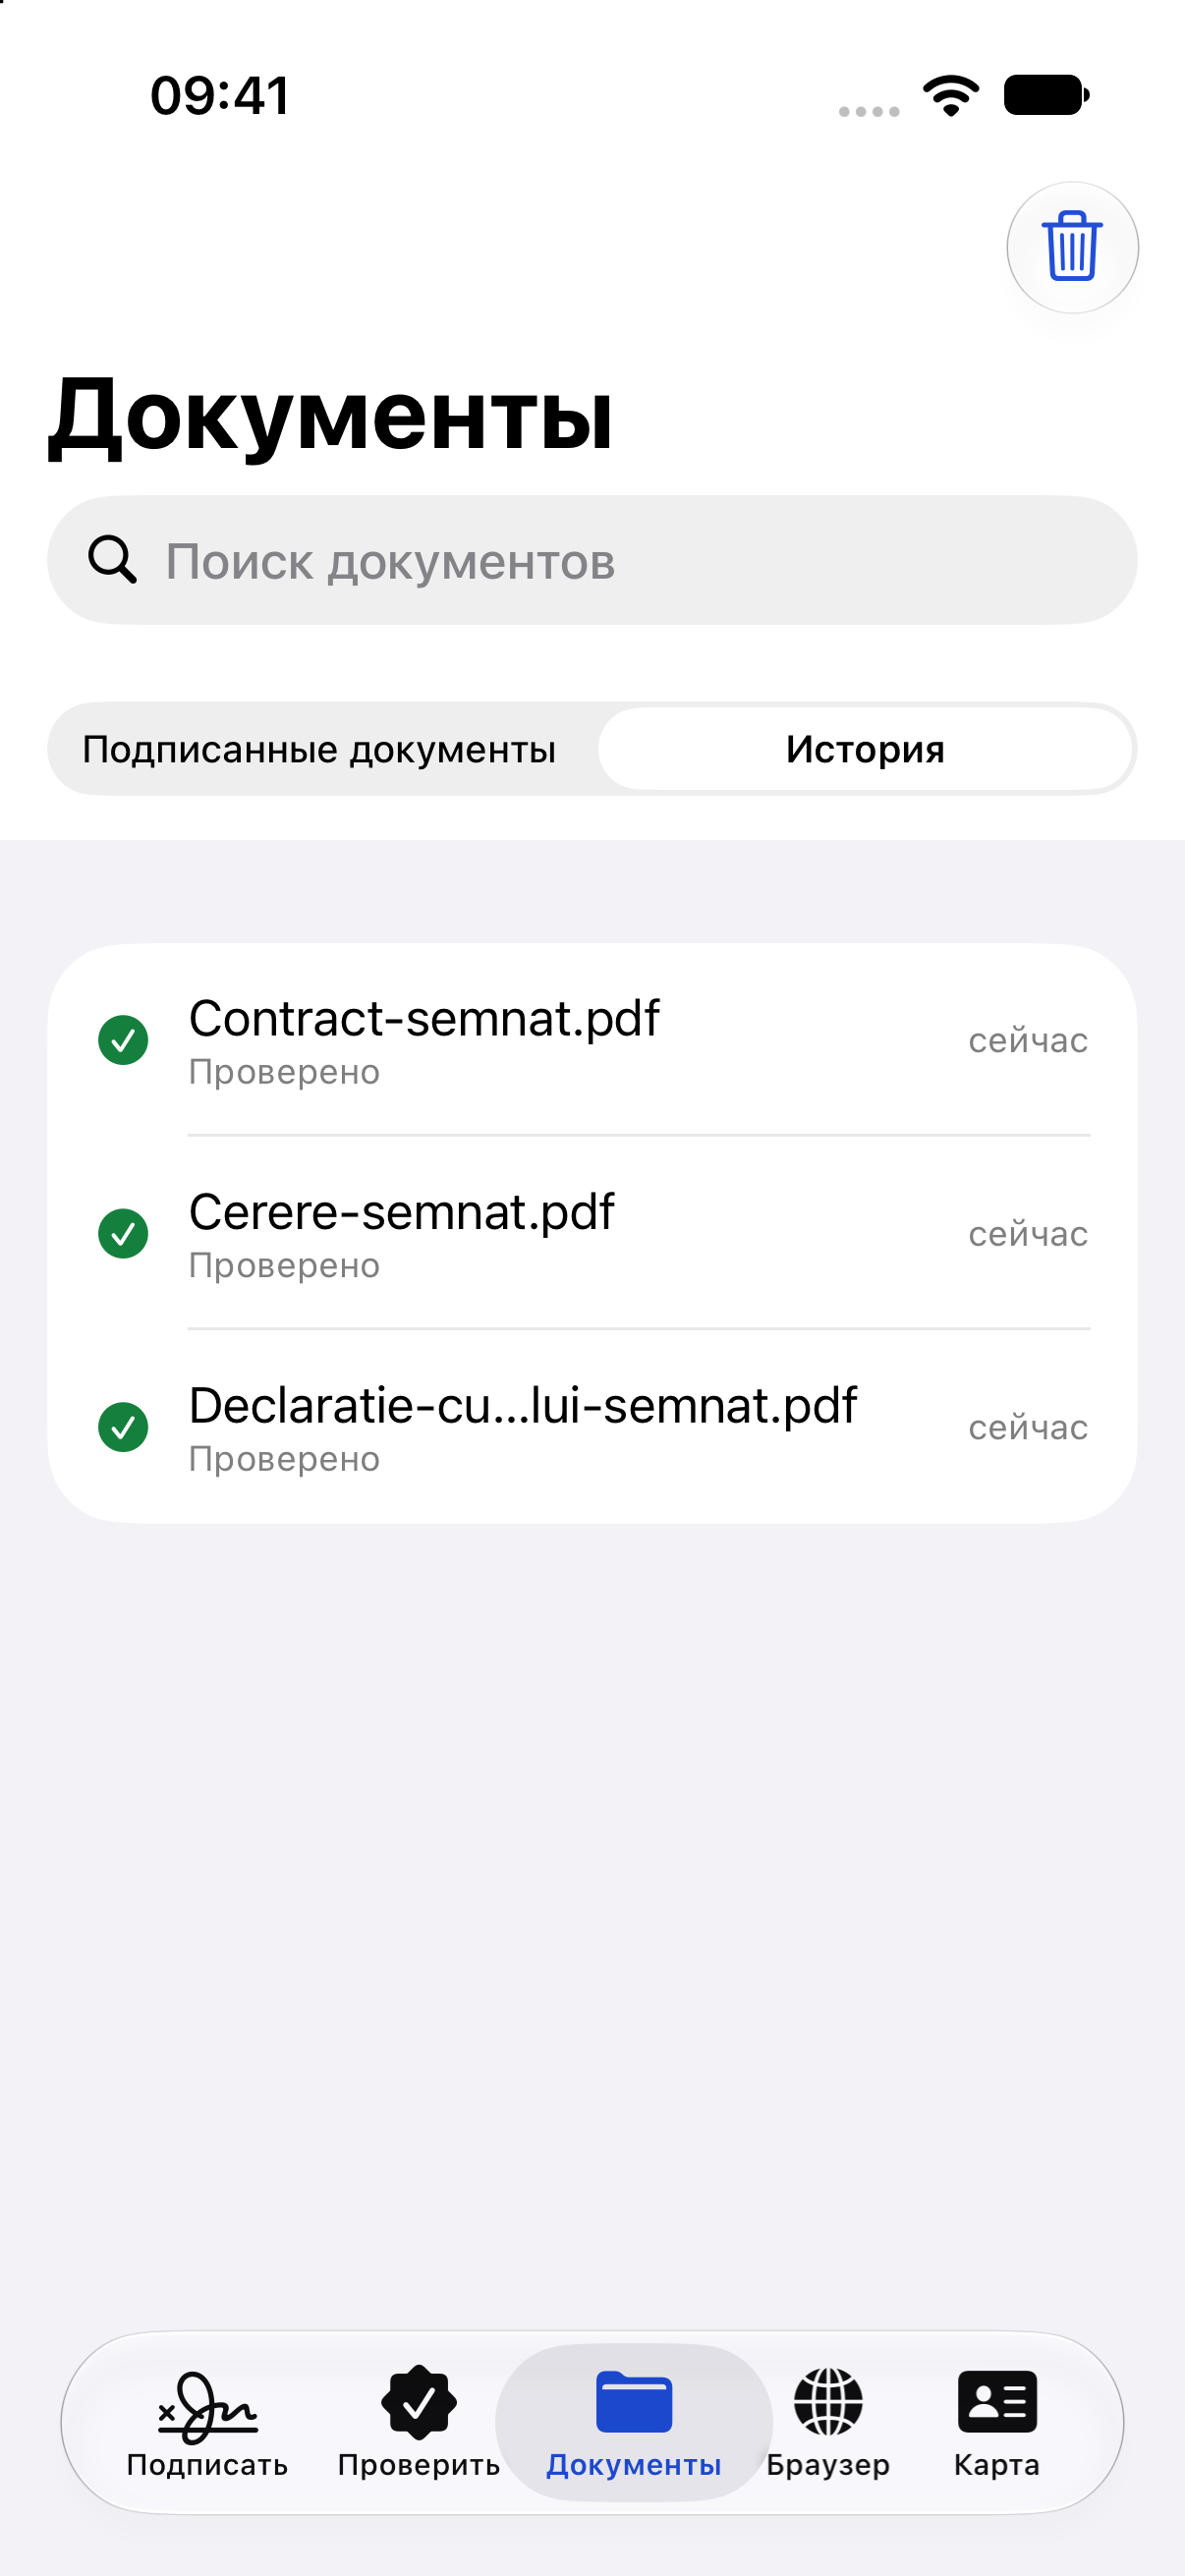 09:41
Документы
Поиск документов
Подписанные документы
История
Contract-semnat.pdf
Проверено
сейчас
Cerere-semnat.pdf
Проверено
сейчас
Declaratie-cu...lui-semnat.pdf
Проверено
сейчас
Подписать
Проверить
Документы
Браузер
Карта